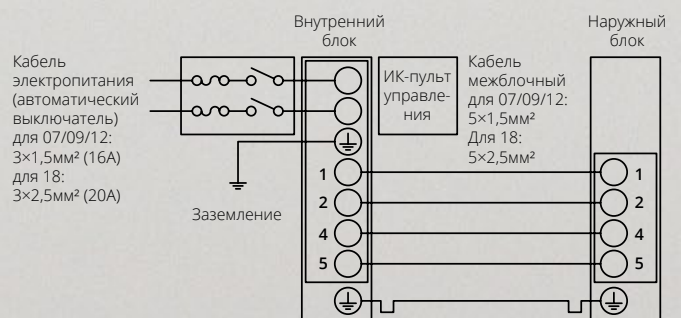 Внутренний
блок
Наружный
блок
Кабель
электропитания
(автоматический
выключатель)
для 07/09/12:
3×1,5мм² (16А)
для 18:
3×2,5мм² (20А)
ИК-пульт
управле-
ния
Кабель
межблочный
для 07/09/12:
5×1,5мм²
Для 18:
5×2,5мм²
Заземление
1
2
4
5
1
2
4
5